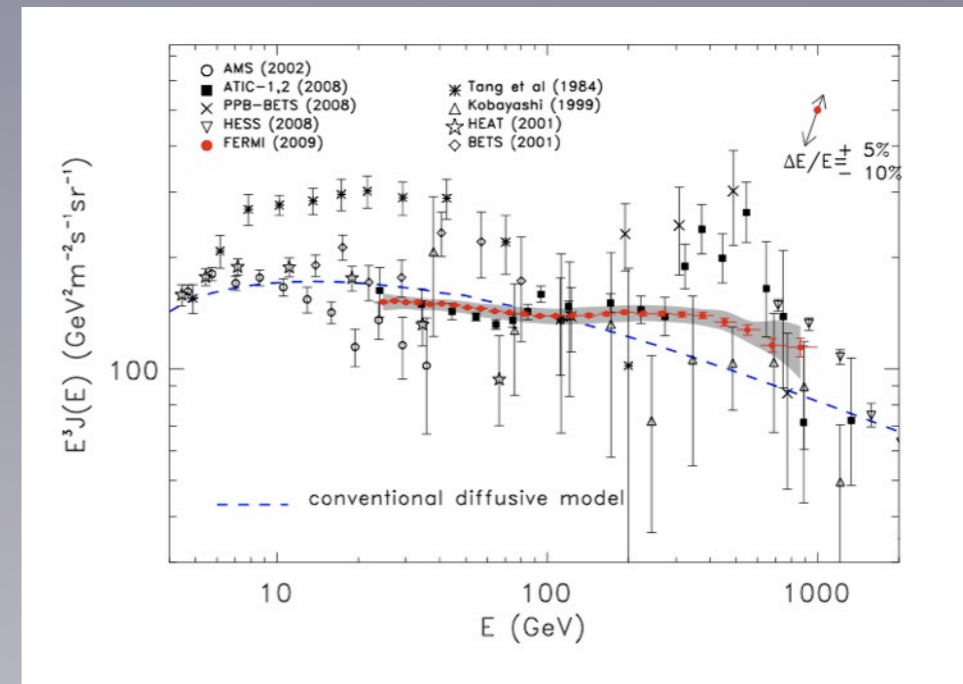 AMS (2002)
ATIC-1,2 (2008)
PPB-BETS (2008)
HESS (2008)
FERMI (2009)
Tang et al (1984)
Kobayashi (1999)
HEAT (2001)
BETS (2001)
ΔE/E=+ 5%
- 10%
E³J(E) (GeV²m⁻²s⁻¹sr⁻¹)
100
conventional diffusive model
10
100
1000
E (GeV)